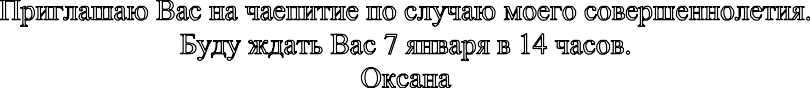 Приглашаю Вас на чаепитие по случаю моего совершеннолетия.
Буду ждать Вас 7 января в 14 часов.
Оксана